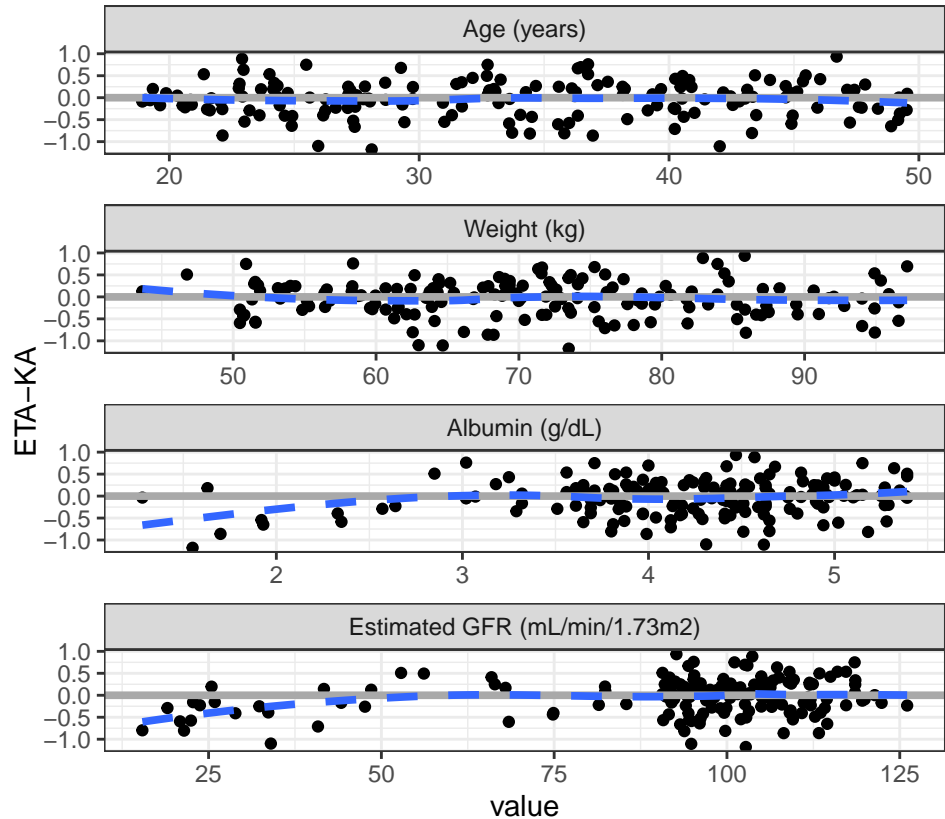 Age (years)
1.0
0.5
0.0
−0.5
−1.0
20 30 40 50
Weight (kg)
1.0
0.5
0.0
−0.5
−1.0
50 60 70 80 90
ETA−KA
Albumin (g/dL)
1.0
0.5
0.0
−0.5
−1.0
2 3 4 5
Estimated GFR (mL/min/1.73m2)
1.0
0.5
0.0
−0.5
−1.0
25 50 75 100 125
value